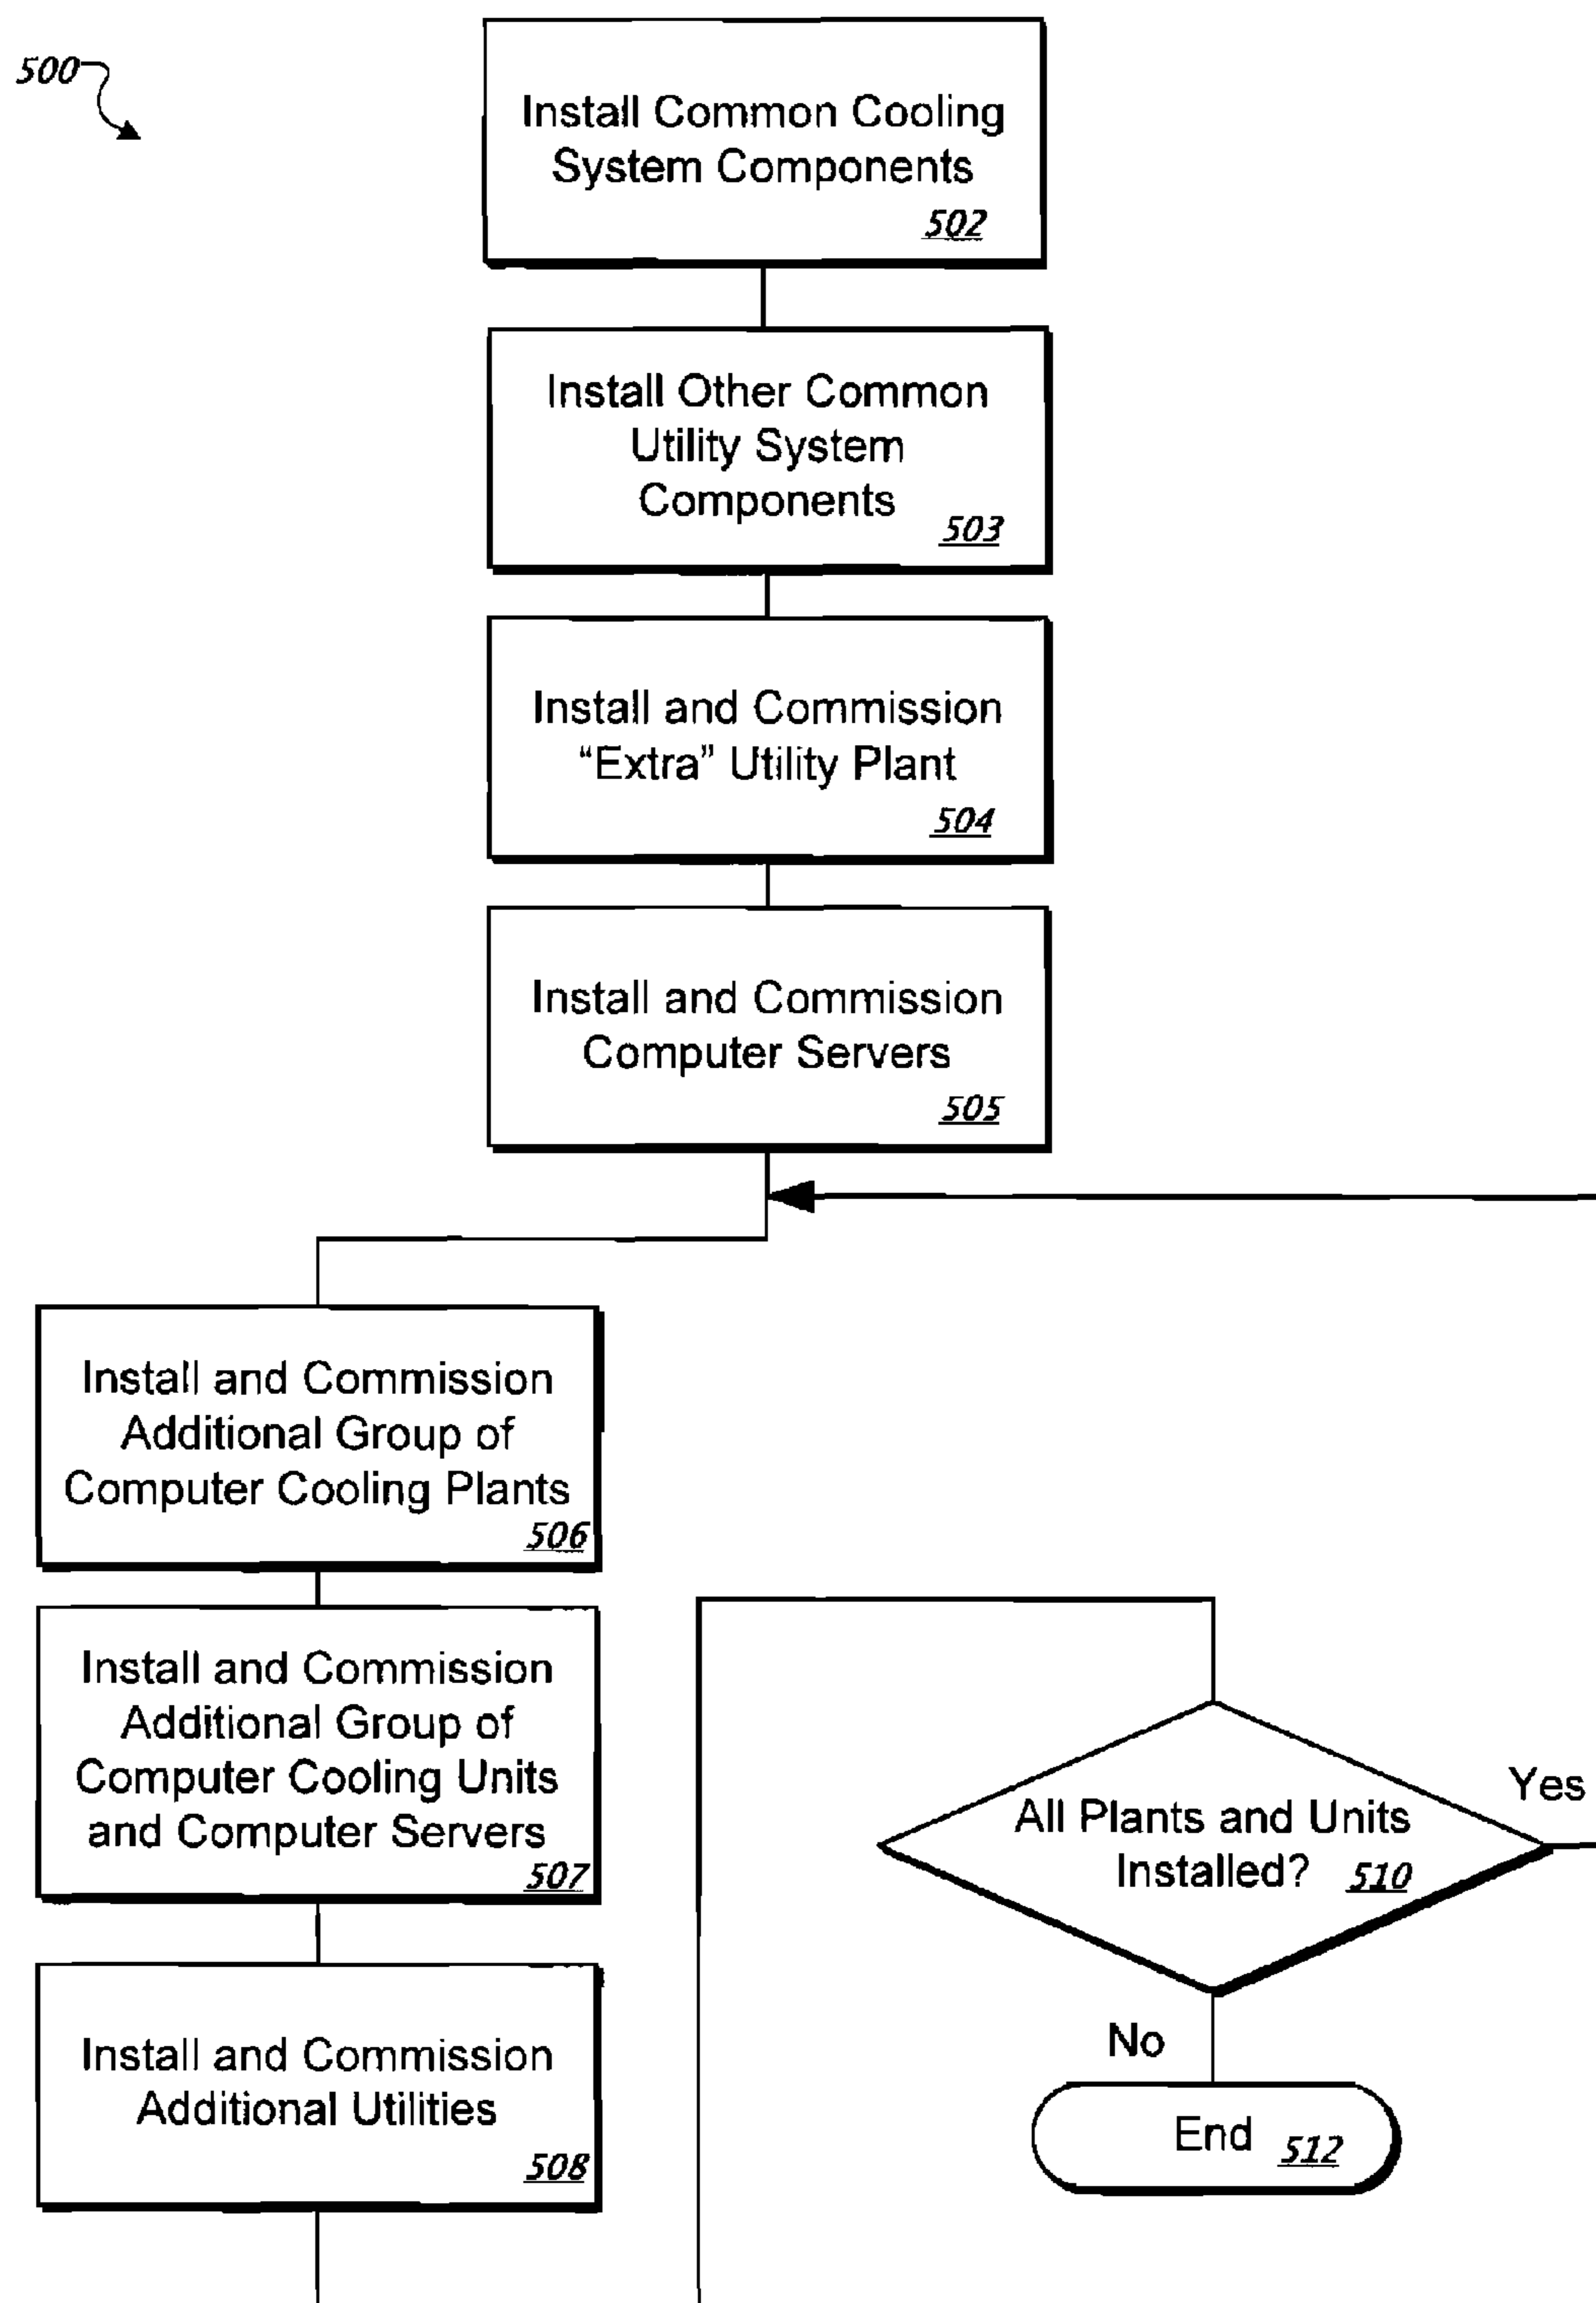 500
Install Common Cooling
System Components
502
Install Other Common
Utility System
Components
503
Install and Commission
“Extra” Utility Plant
504
Install and Commission
Computer Servers
505
Install and Commission
Additional Group of
Computer Cooling Plants
506
Install and Commission
Additional Group of
Computer Cooling Units
and Computer Servers
507
Install and Commission
Additional Utilities
508
All Plants and Units
Installed? 510
Yes
No
End 512